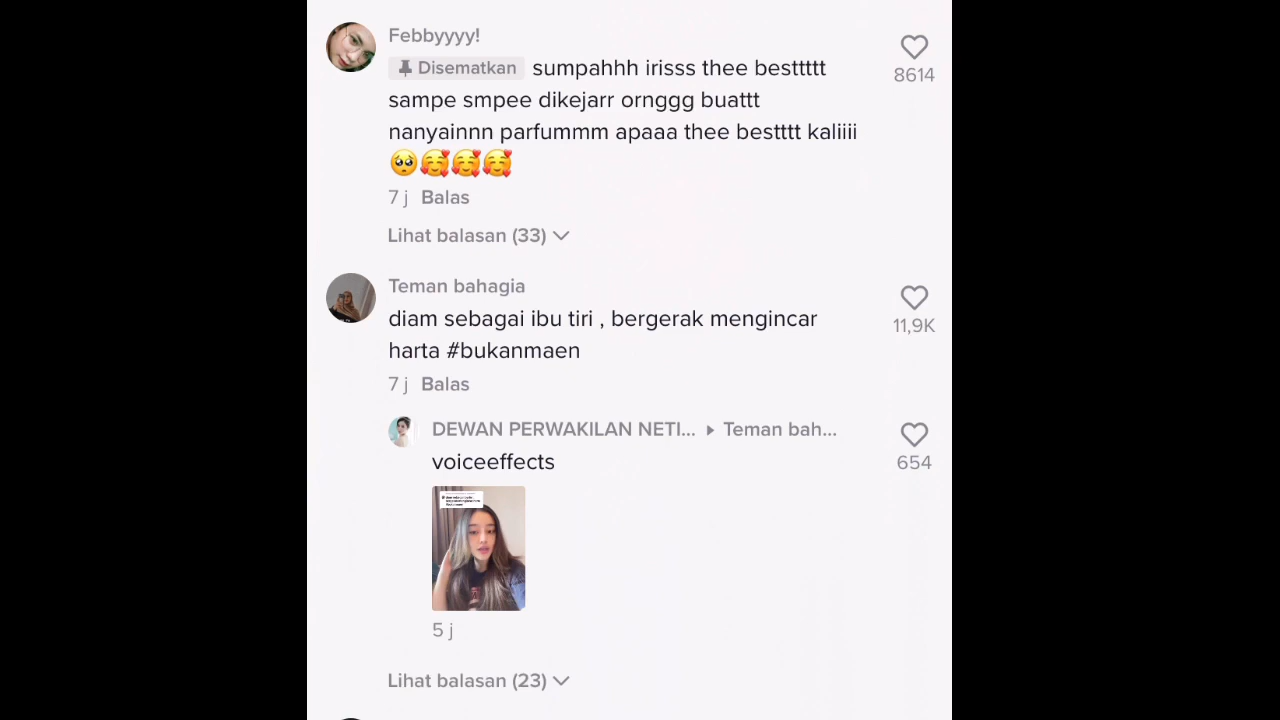 Febbyyyy!
8614
Disematkan sumpahhh irisss thee besttttt
sampe smpee dikejarr ornggg buattt
nanyainnn parfummm apaaa thee bestttt kaliiii
🥺🥰🥰🥰
7 j Balas
Lihat balasan (33)
Teman bahagia
diam sebagai ibu tiri , bergerak mengincar
11,9K
harta #bukanmaen
7 j Balas
DEWAN PERWAKILAN NETI... Teman bah...
voiceeffects
654
5 j
Lihat balasan (23)